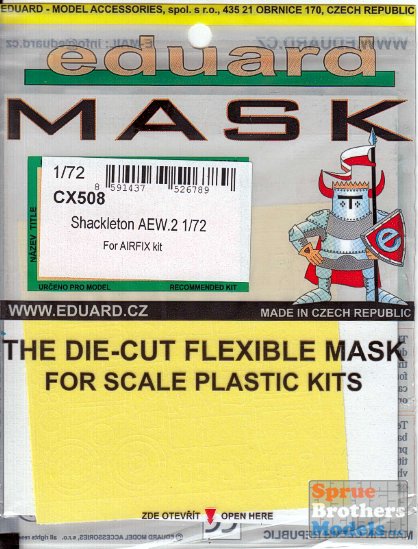 EDUARD - MODEL ACCESSORIES, spol. s r.o., 435 21 OBRNICE 170, CZECH REPUBLIC
eduard
MASK
1/72
8 591437 526789
CX508
Shackleton AEW.2 1/72
For AIRFIX kit
NÁZEV TITLE
URČENO PRO MODEL RECOMMENDED KIT
e
WWW.EDUARD.CZ MADE IN CZECH REPUBLIC
THE DIE-CUT FLEXIBLE MASK
FOR SCALE PLASTIC KITS
ZDE OTEVŘÍT OPEN HERE
Sprue
Brothers
Models